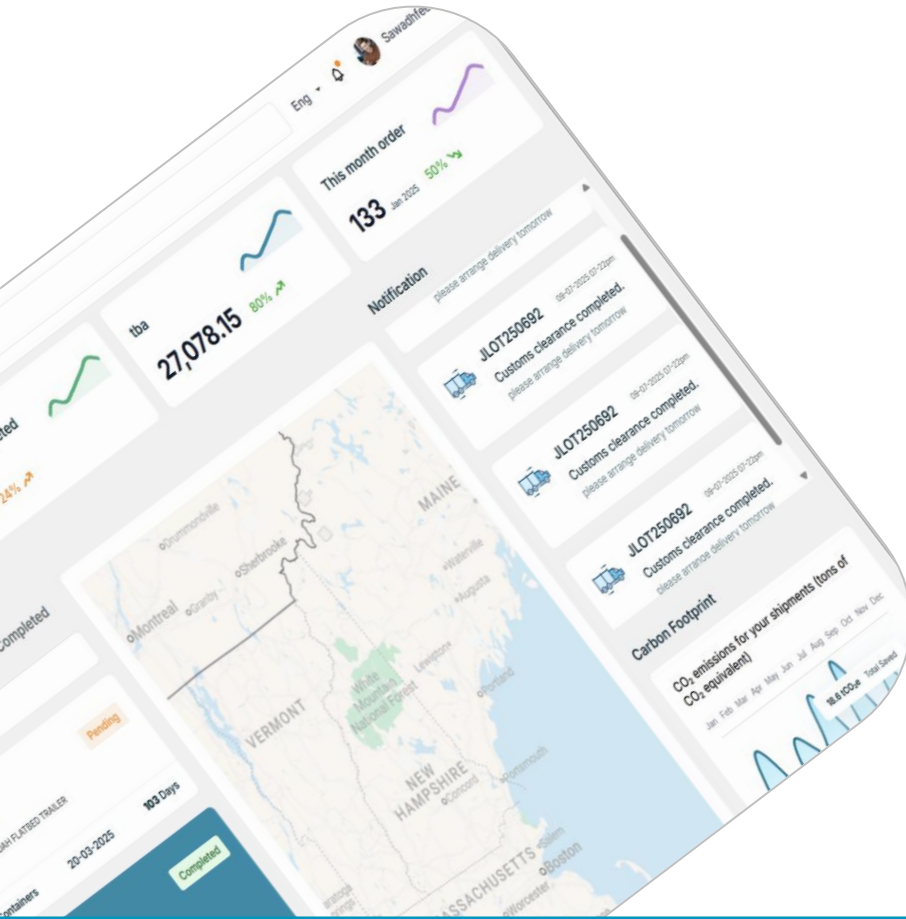 Eng
This month order
133 Jan 2025 50%
tba
27,078.15 80%
24%
Notification
please arrange delivery tomorrow
09-07-2025 07-22pm
JLOT250692
Customs clearance completed.
please arrange delivery tomorrow
09-07-2025 07-22pm
JLOT250692
Customs clearance completed.
please arrange delivery tomorrow
09-07-2025 07-22pm
JLOT250692
Customs clearance completed.
please arrange delivery tomorrow
Carbon Footprint
CO₂ emissions for your shipments (tons of
CO₂ equivalent)
Jan Feb Mar Apr May Jun Jul Aug Sep Oct Nov Dec
18.6 tCO₂e Total Saved
Completed
Pending
FLATBED TRAILER
20-03-2025 103 Days
Completed
MAINE
Drummondville
Sherbrooke
Granby
Montreal
Waterville
Augusta
Lewiston
Portland
White
Mountain
National Forest
VERMONT
NEW
HAMPSHIRE
Concord
Portsmouth
Salem
Boston
Worcester